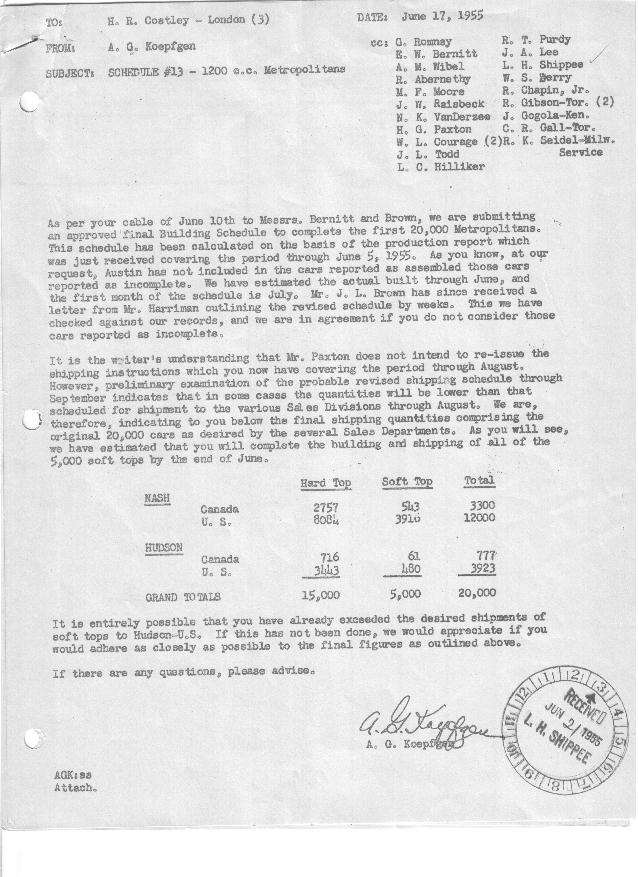 TO: H. R. Costley - London (3)
DATE: June 17, 1955
FROM: A. G. Koepfgen
SUBJECT: SCHEDULE #13 - 1200 c.c. Metropolitans
cc: G. Romney R. T. Purdy
E. W. Bernitt J. A. Lee
A. M. Wibel L. H. Shippee
R. Abernethy W. S. Berry
M. F. Moore R. Chapin, Jr.
J. W. Raisbeck R. Gibson-Tor. (2)
N. K. VanDerzee J. Gogola-Ken.
H. G. Paxton C. R. Gall-Tor.
W. L. Courage (2) R. K. Seidel-Milw.
J. L. Todd Service
L. C. Hilliker
As per your cable of June 10th to Messrs. Bernitt and Brown, we are submitting
an approved final Building Schedule to complete the first 20,000 Metropolitans.
This schedule has been calculated on the basis of the production report which
was just received covering the period through June 5, 1955. As you know, at our
request, Austin has not included in the cars reported as assembled those cars
reported as incomplete. We have estimated the actual built through June, and
the first month of the schedule is July. Mr. J. L. Brown has since received a
letter from Mr. Harriman outlining the revised schedule by weeks. This we have
checked against our records, and we are in agreement if you do not consider those
cars reported as incomplete.
It is the writer's understanding that Mr. Paxton does not intend to re-issue the
shipping instructions which you now have covering the period through August.
However, preliminary examination of the probable revised shipping schedule through
September indicates that in some cases the quantities will be lower than that
scheduled for shipment to the various Sales Divisions through August. We are,
therefore, indicating to you below the final shipping quantities comprising the
original 20,000 cars as desired by the several Sales Departments. As you will see,
we have estimated that you will complete the building and shipping of all of the
5,000 soft tops by the end of June.
Hard Top Soft Top Total
NASH
Canada 2757 543 3300
U. S. 8084 3916 12000
HUDSON
Canada 716 61 777
U. S. 3443 480 3923
GRAND TOTALS 15,000 5,000 20,000
It is entirely possible that you have already exceeded the desired shipments of
soft tops to Hudson-U.S. If this has not been done, we would appreciate if you
would adhere as closely as possible to the final figures as outlined above.
If there are any questions, please advise.
A. G. Koepfgen
A. G. Koepfgen
RECEIVED
JUN 21 1955
L. H. SHIPPEE
12 1 2 3 4 5 6 7 8 9 10 11 12
AGK:ss
Attach.